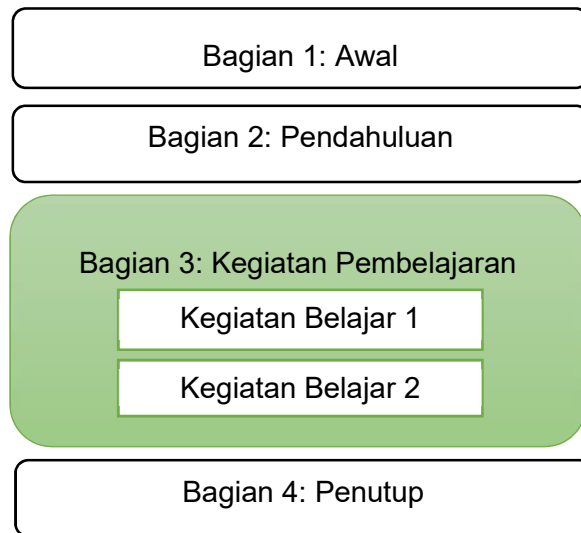 Bagian 1: Awal
Bagian 2: Pendahuluan
Bagian 3: Kegiatan Pembelajaran
Kegiatan Belajar 1
Kegiatan Belajar 2
Bagian 4: Penutup